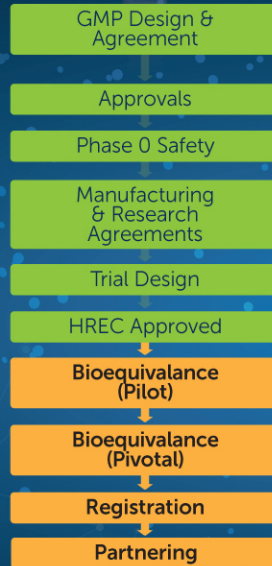 GMP Design &
Agreement
Approvals
Phase 0 Safety
Manufacturing
& Research
Agreements
Trial Design
HREC Approved
Bioequivalance
(Pilot)
Bioequivalance
(Pivotal)
Registration
Partnering